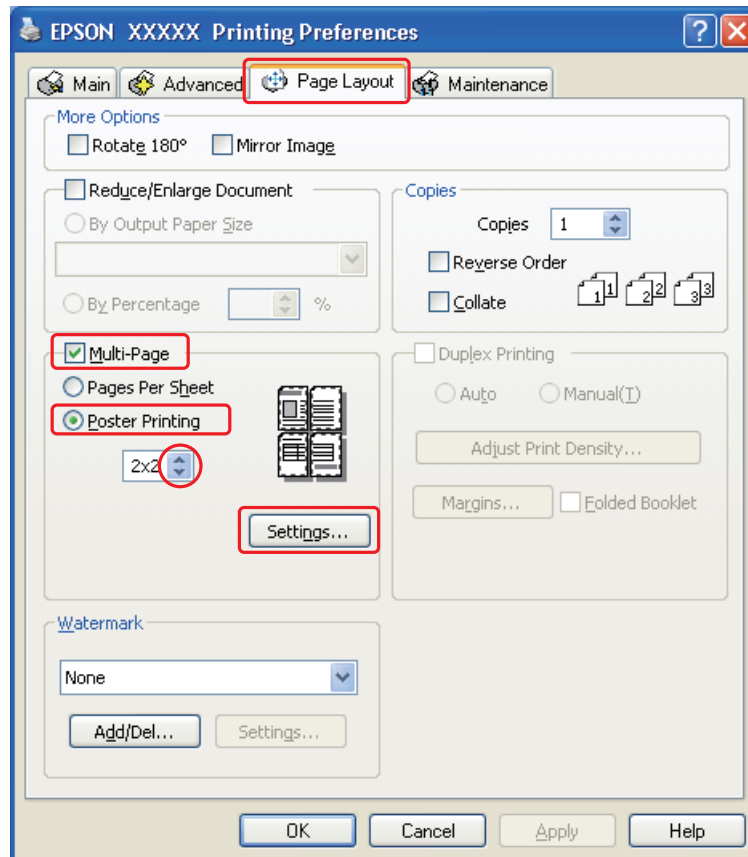 EPSON XXXXX Printing Preferences
Main
Advanced
Page Layout
Maintenance
More Options
Rotate 180°
Mirror Image
Reduce/Enlarge Document
By Output Paper Size
By Percentage
%
Copies
Copies 1
Reverse Order
Collate
1 1 2 2 3 3
Multi-Page
Pages Per Sheet
Poster Printing
2x2
Settings...
Duplex Printing
Auto
Manual(T)
Adjust Print Density...
Margins...
Folded Booklet
Watermark
None
Add/Del...
Settings...
OK
Cancel
Apply
Help